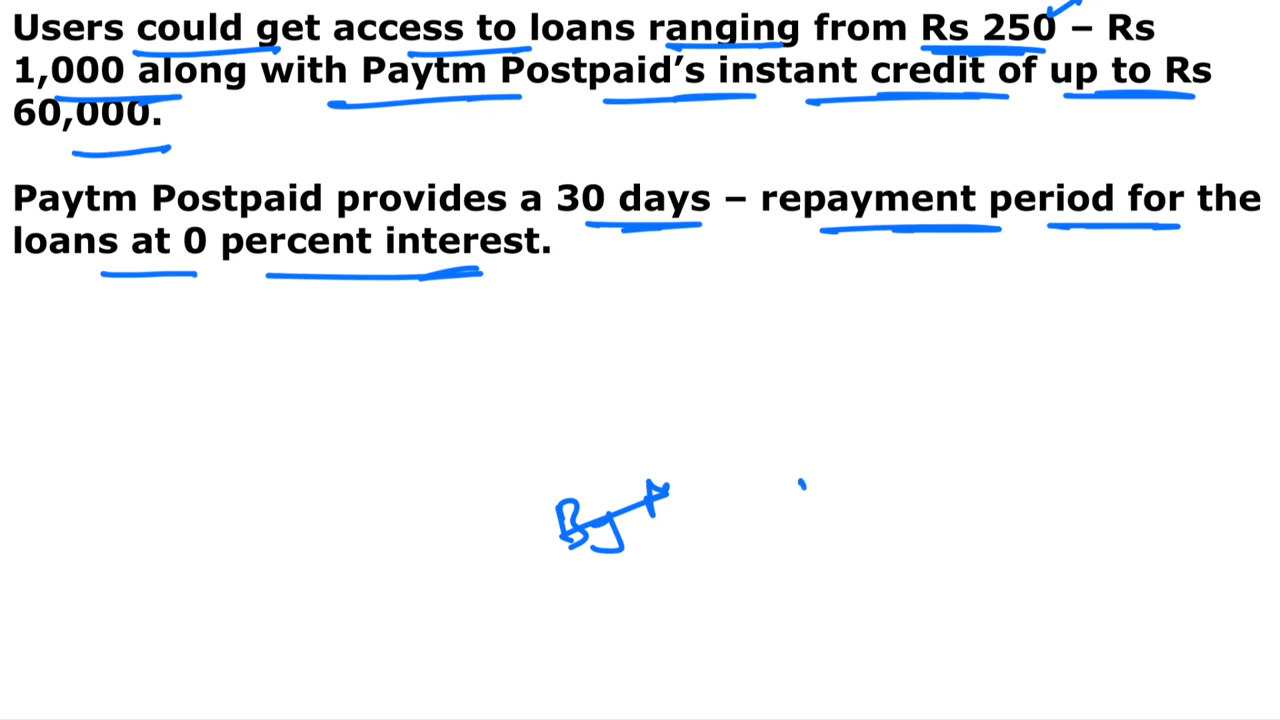 Users could get access to loans ranging from Rs 250 – Rs
1,000 along with Paytm Postpaid’s instant credit of up to Rs
60,000.
Paytm Postpaid provides a 30 days – repayment period for the
loans at 0 percent interest.